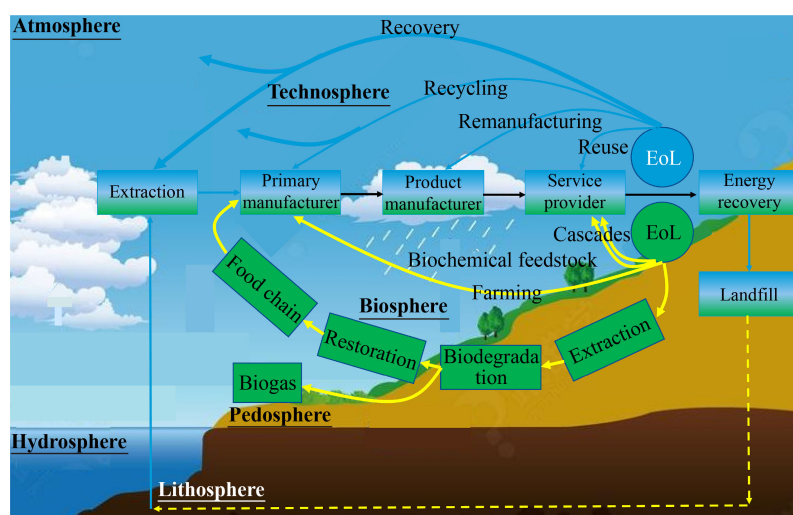 Atmosphere
Recovery
Technosphere
Recycling
Remanufacturing
Reuse
EoL
Extraction
Primary
manufacturer
Product
manufacturer
Service
provider
Energy
recovery
Cascades
EoL
Biochemical feedstock
Food chain
Farming
Landfill
Biosphere
Restoration
Biodegrada
tion
Extraction
Biogas
Pedosphere
Hydrosphere
Lithosphere